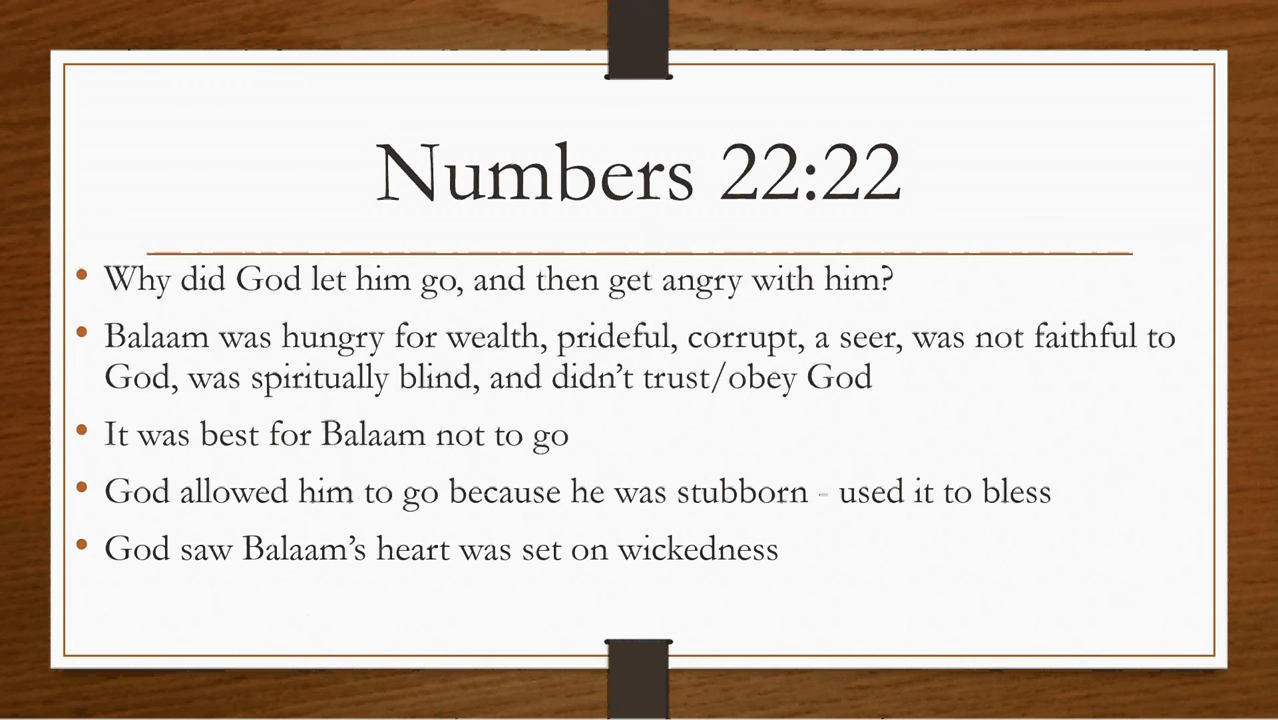 Numbers 22:22
• Why did God let him go, and then get angry with him?
• Balaam was hungry for wealth, prideful, corrupt, a seer, was not faithful to
God, was spiritually blind, and didn’t trust/obey God
• It was best for Balaam not to go
• God allowed him to go because he was stubborn - used it to bless
• God saw Balaam’s heart was set on wickedness